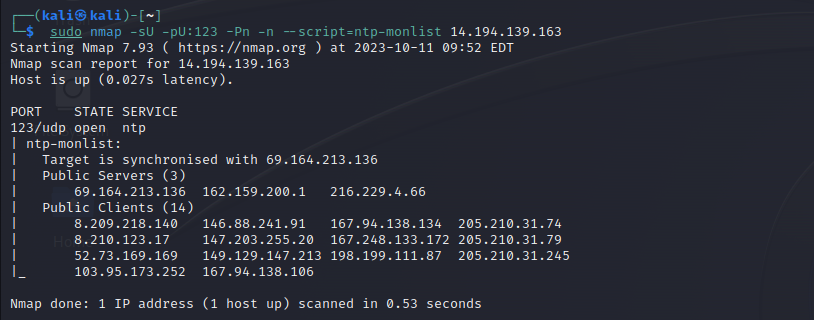 ┌──(kali㉿kali)-[~]
└─$ sudo nmap -sU -pU:123 -Pn -n --script=ntp-monlist 14.194.139.163
Starting Nmap 7.93 ( https://nmap.org ) at 2023-10-11 09:52 EDT
Nmap scan report for 14.194.139.163
Host is up (0.027s latency).
PORT    STATE SERVICE
123/udp open  ntp
| ntp-monlist:
|   Target is synchronised with 69.164.213.136
|   Public Servers (3)
|       69.164.213.136  162.159.200.1   216.229.4.66
|   Public Clients (14)
|       8.209.218.140   146.88.241.91   167.94.138.134  205.210.31.74
|       8.210.123.17    147.203.255.20  167.248.133.172 205.210.31.79
|       52.73.169.169   149.129.147.213 198.199.111.87  205.210.31.245
|_      103.95.173.252  167.94.138.106
Nmap done: 1 IP address (1 host up) scanned in 0.53 seconds